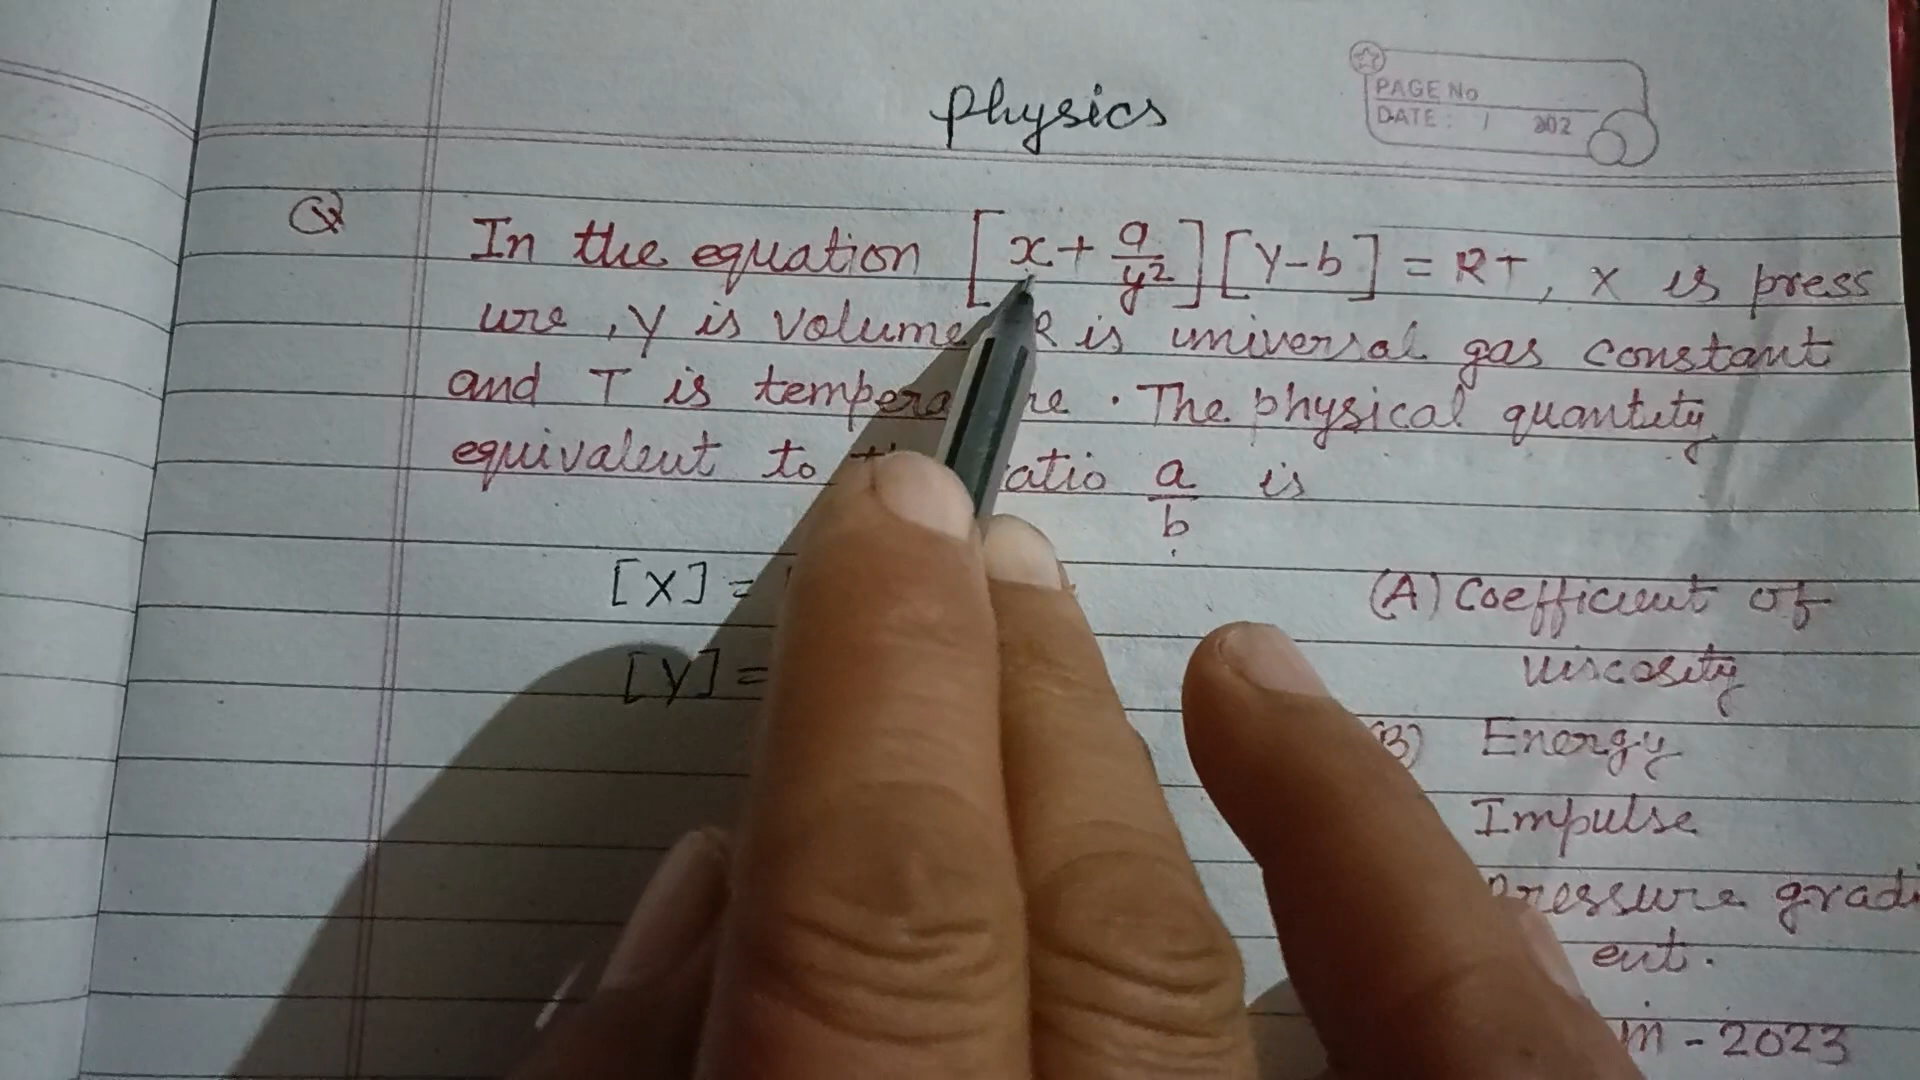 Physics
PAGE No
DATE: / 202
Q In the equation [x + a/y²] [Y-b] = RT, X is press
ure, Y is volume R is universal gas constant
and T is tempera re. The physical quantity
equivalent to atio a/b is
[X] =
[Y] =
(A) Coefficient of
viscosity
(B) Energy
Impulse
Pressure gradi
ent.
- 2023